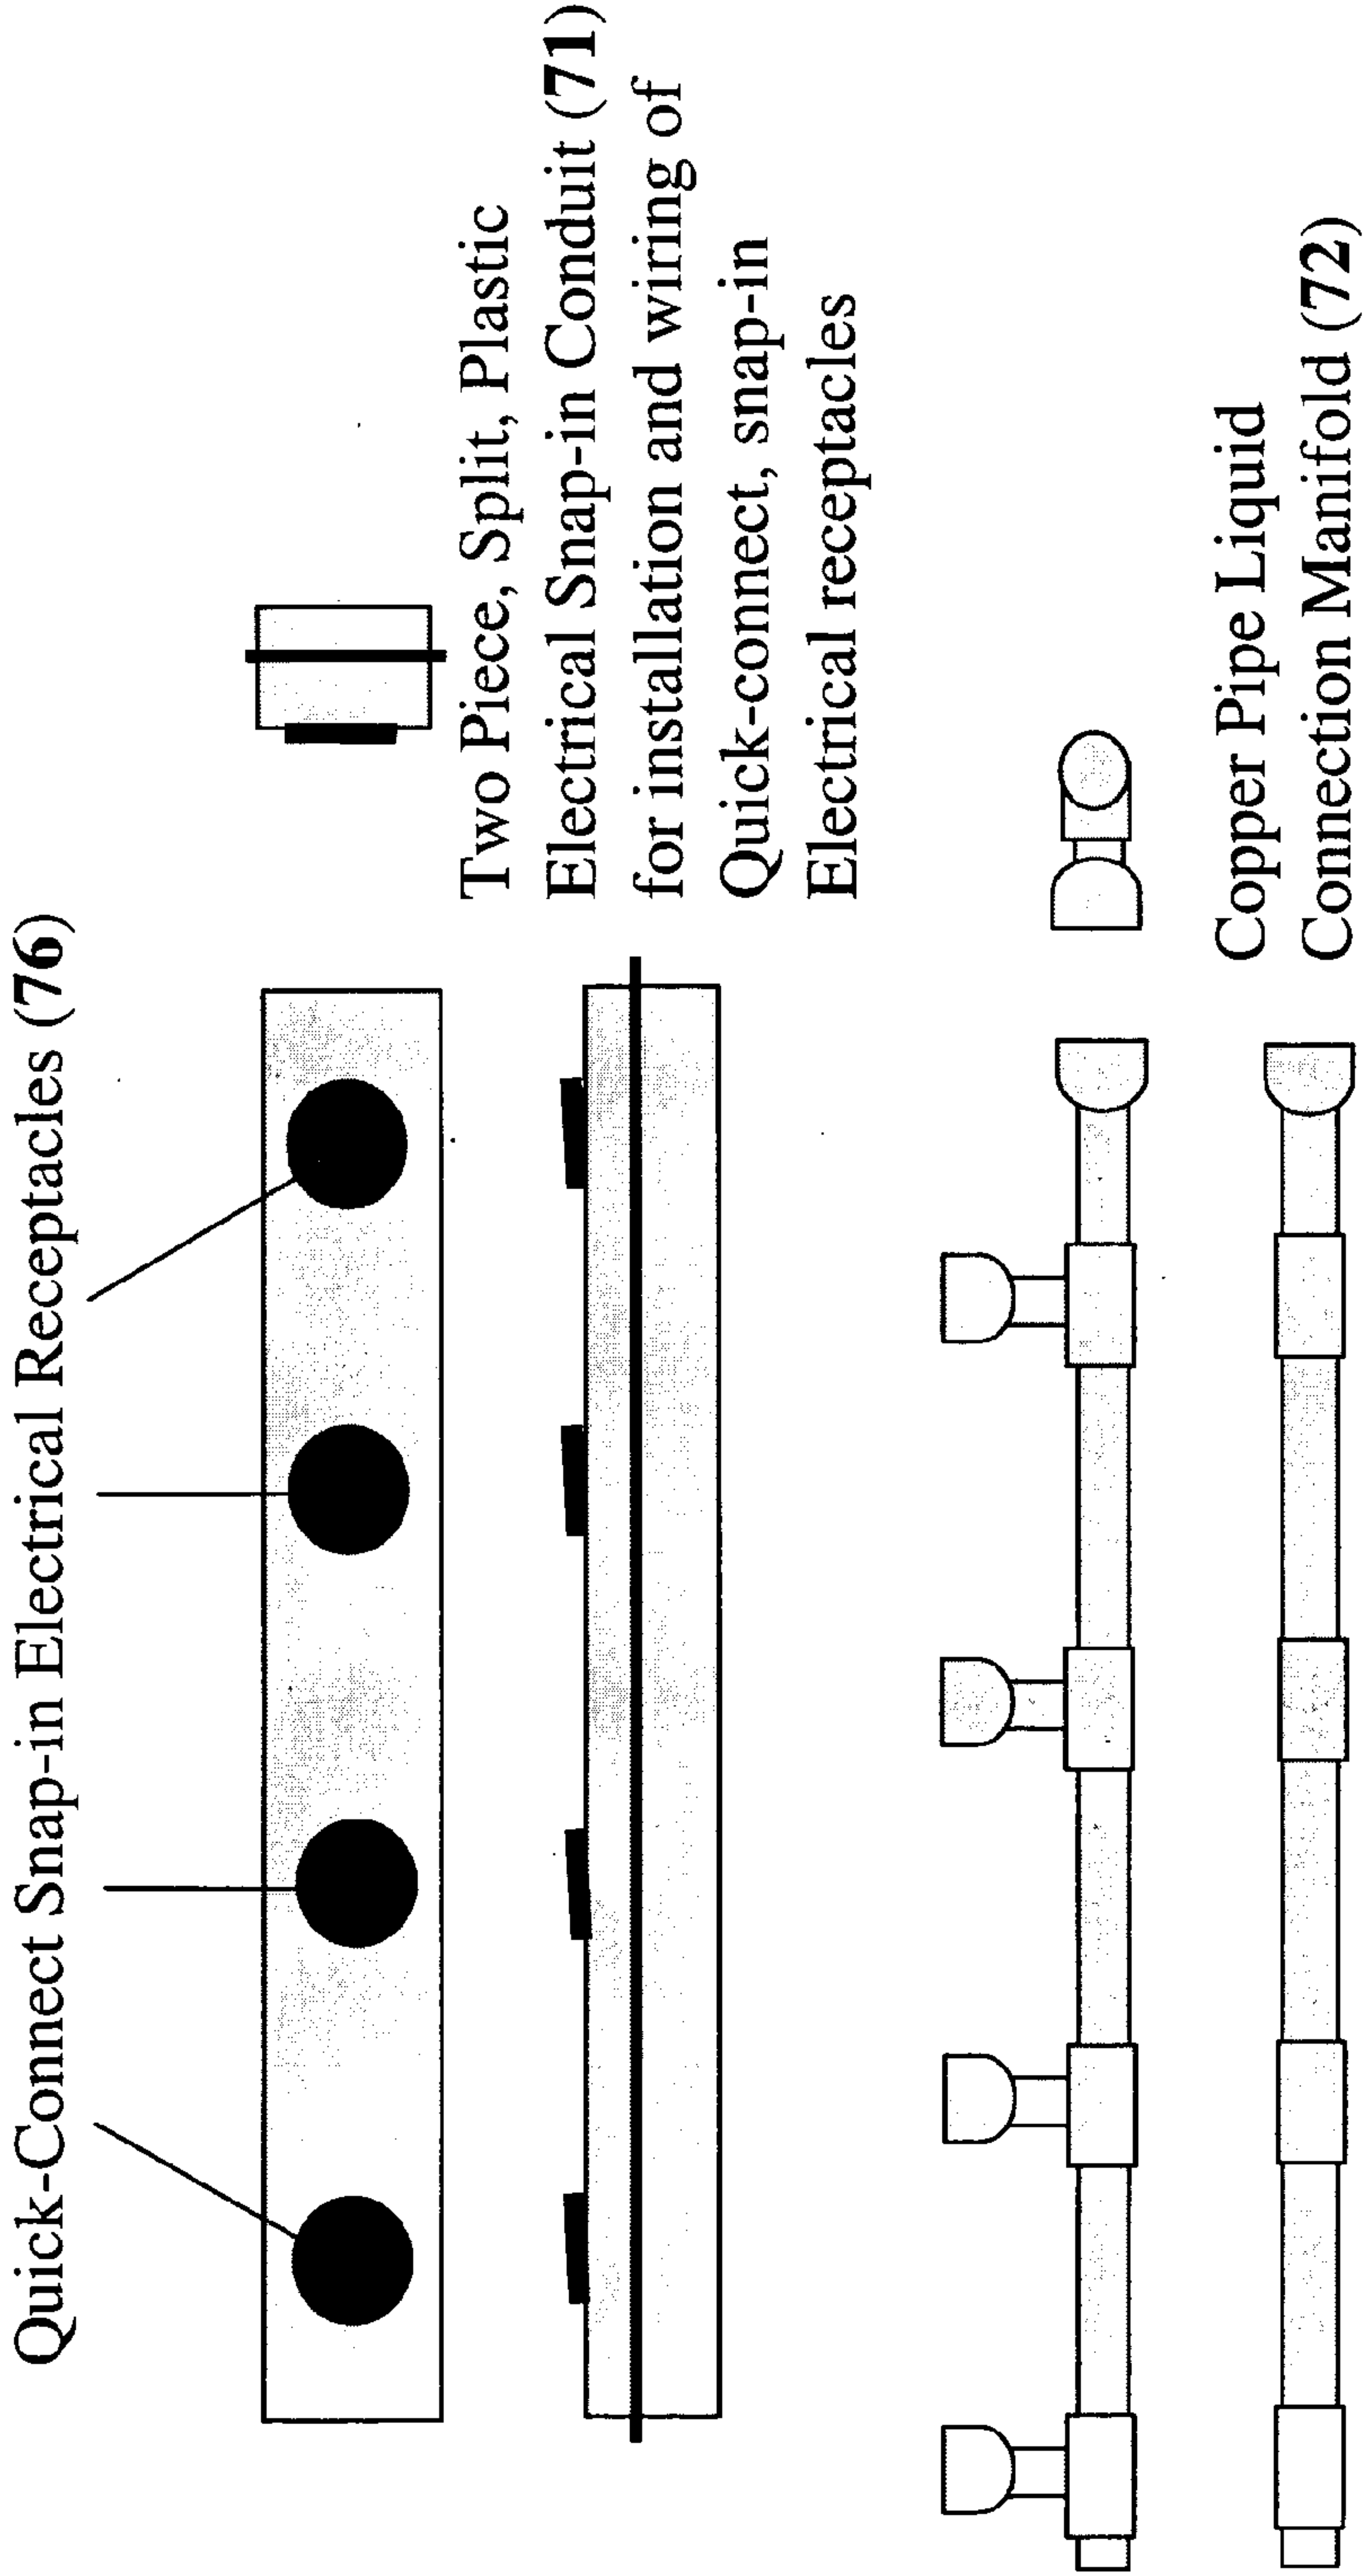 Quick-Connect Snap-in Electrical Receptacles (76)
Two Piece, Split, Plastic
Electrical Snap-in Conduit (71)
for installation and wiring of
Quick-connect, snap-in
Electrical receptacles
Copper Pipe Liquid
Connection Manifold (72)